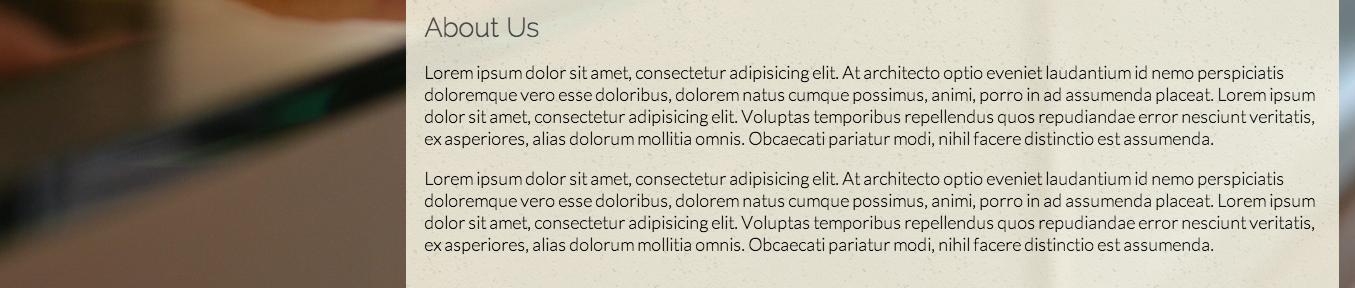 About Us
Lorem ipsum dolor sit amet, consectetur adipisicing elit. At architecto optio eveniet laudantium id nemo perspiciatis
doloremque vero esse doloribus, dolorem natus cumque possimus, animi, porro in ad assumenda placeat. Lorem ipsum
dolor sit amet, consectetur adipisicing elit. Voluptas temporibus repellendus quos repudiandae error nesciunt veritatis,
ex asperiores, alias dolorum mollitia omnis. Obcaecati pariatur modi, nihil facere distinctio est assumenda.
Lorem ipsum dolor sit amet, consectetur adipisicing elit. At architecto optio eveniet laudantium id nemo perspiciatis
doloremque vero esse doloribus, dolorem natus cumque possimus, animi, porro in ad assumenda placeat. Lorem ipsum
dolor sit amet, consectetur adipisicing elit. Voluptas temporibus repellendus quos repudiandae error nesciunt veritatis,
ex asperiores, alias dolorum mollitia omnis. Obcaecati pariatur modi, nihil facere distinctio est assumenda.